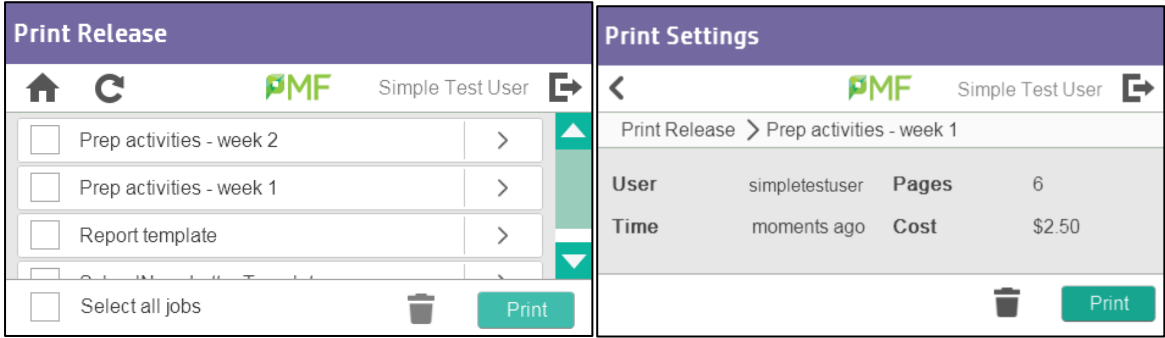 Print Release
PMF Simple Test User
Prep activities - week 2
Prep activities - week 1
Report template
Select all jobs
Print
Print Settings
PMF Simple Test User
Print Release > Prep activities - week 1
User simpletestuser Pages 6
Time moments ago Cost $2.50
Print